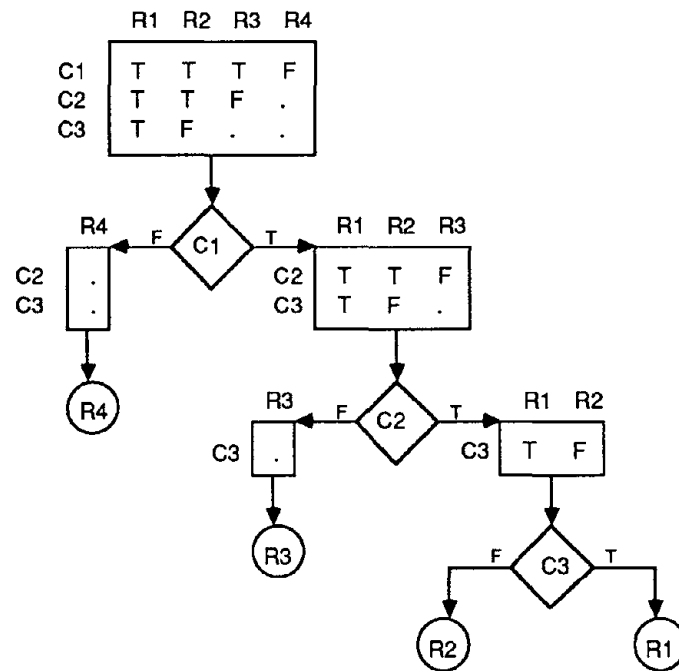 R1 R2 R3 R4
C1 T T T F
C2 T T F .
C3 T F . .
R4 F C1 T R1 R2 R3
C2 .
C3 .
C2 T T F
C3 T F .
R4
R3 F C2 T R1 R2
C3 .
C3 T F
R3
F C3 T
R2 R1